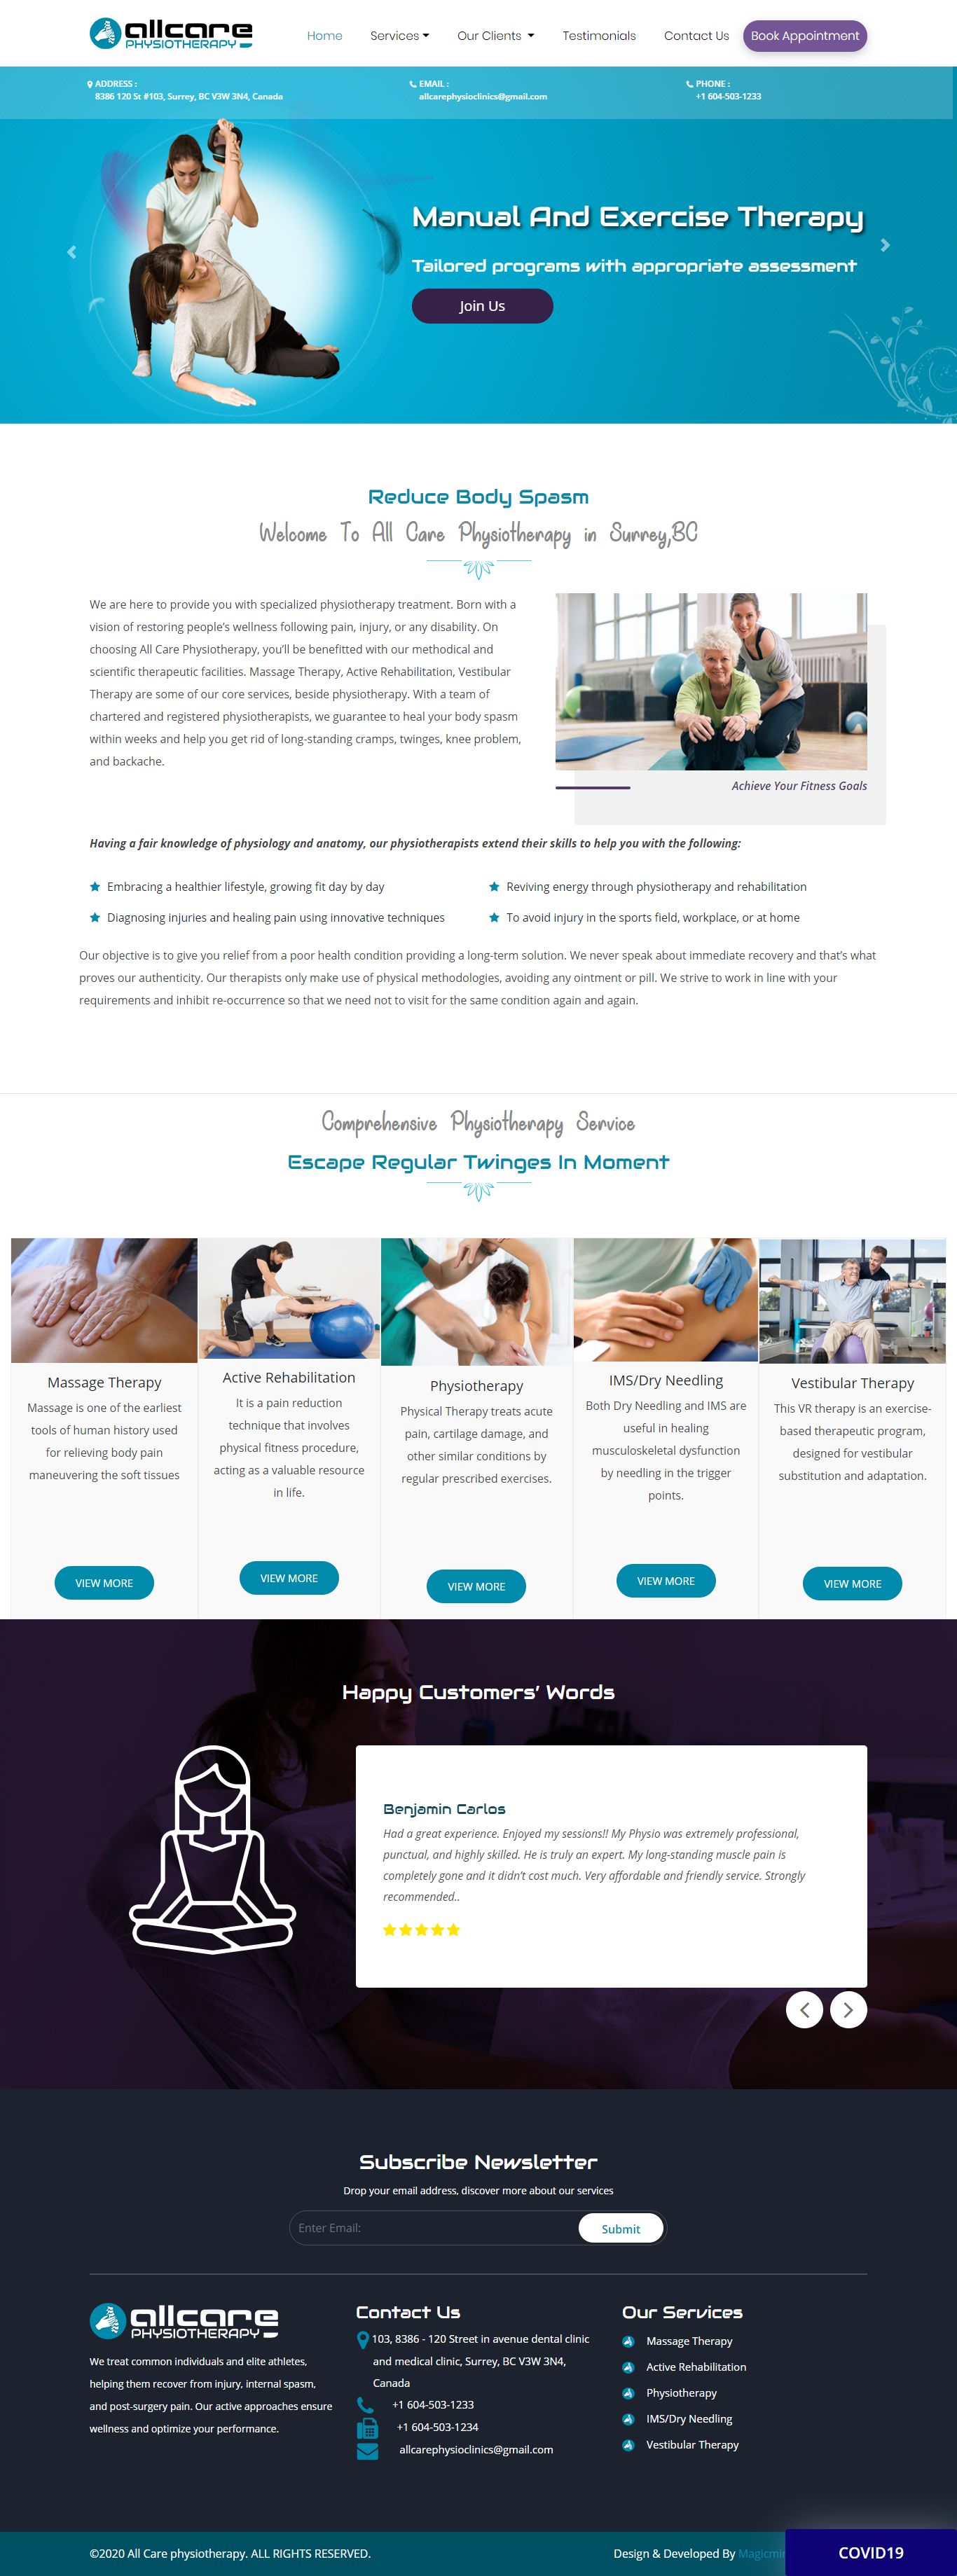 allcare
PHYSIOTHERAPY
Home Services Our Clients Testimonials Contact Us Book Appointment
ADDRESS :
8386 120 St #103, Surrey, BC V3W 3N4, Canada
EMAIL :
allcarephysioclinics@gmail.com
PHONE :
+1 604-503-1233
Manual And Exercise Therapy
Tailored programs with appropriate assessment
Join Us
Reduce Body Spasm
Welcome To All Care Physiotherapy in Surrey,BC
We are here to provide you with specialized physiotherapy treatment. Born with a
vision of restoring people's wellness following pain, injury, or any disability. On
choosing All Care Physiotherapy, you'll be benefitted with our methodical and
scientific therapeutic facilities. Massage Therapy, Active Rehabilitation, Vestibular
Therapy are some of our core services, beside physiotherapy. With a team of
chartered and registered physiotherapists, we guarantee to heal your body spasm
within weeks and help you get rid of long-standing cramps, twinges, knee problem,
and backache.
Achieve Your Fitness Goals
Having a fair knowledge of physiology and anatomy, our physiotherapists extend their skills to help you with the following:
Embracing a healthier lifestyle, growing fit day by day
Reviving energy through physiotherapy and rehabilitation
Diagnosing injuries and healing pain using innovative techniques
To avoid injury in the sports field, workplace, or at home
Our objective is to give you relief from a poor health condition providing a long-term solution. We never speak about immediate recovery and that's what
proves our authenticity. Our therapists only make use of physical methodologies, avoiding any ointment or pill. We strive to work in line with your
requirements and inhibit re-occurrence so that we need not to visit for the same condition again and again.
Comprehensive Physiotherapy Service
Escape Regular Twinges In Moment
Massage Therapy
Massage is one of the earliest
tools of human history used
for relieving body pain
maneuvering the soft tissues
VIEW MORE
Active Rehabilitation
It is a pain reduction
technique that involves
physical fitness procedure,
acting as a valuable resource
in life.
VIEW MORE
Physiotherapy
Physical Therapy treats acute
pain, cartilage damage, and
other similar conditions by
regular prescribed exercises.
VIEW MORE
IMS/Dry Needling
Both Dry Needling and IMS are
useful in healing
musculoskeletal dysfunction
by needling in the trigger
points.
VIEW MORE
Vestibular Therapy
This VR therapy is an exercise-
based therapeutic program,
designed for vestibular
substitution and adaptation.
VIEW MORE
Happy Customers' Words
Benjamin Carlos
Had a great experience. Enjoyed my sessions!! My Physio was extremely professional,
punctual, and highly skilled. He is truly an expert. My long-standing muscle pain is
completely gone and it didn't cost much. Very affordable and friendly service. Strongly
recommended..
Subscribe Newsletter
Drop your email address, discover more about our services
Enter Email:
Submit
allcare
PHYSIOTHERAPY
We treat common individuals and elite athletes,
helping them recover from injury, internal spasm,
and post-surgery pain. Our active approaches ensure
wellness and optimize your performance.
Contact Us
103, 8386 - 120 Street in avenue dental clinic
and medical clinic, Surrey, BC V3W 3N4,
Canada
+1 604-503-1233
+1 604-503-1234
allcarephysioclinics@gmail.com
Our Services
Massage Therapy
Active Rehabilitation
Physiotherapy
IMS/Dry Needling
Vestibular Therapy
©2020 All Care physiotherapy. ALL RIGHTS RESERVED.
Design & Developed By
COVID19